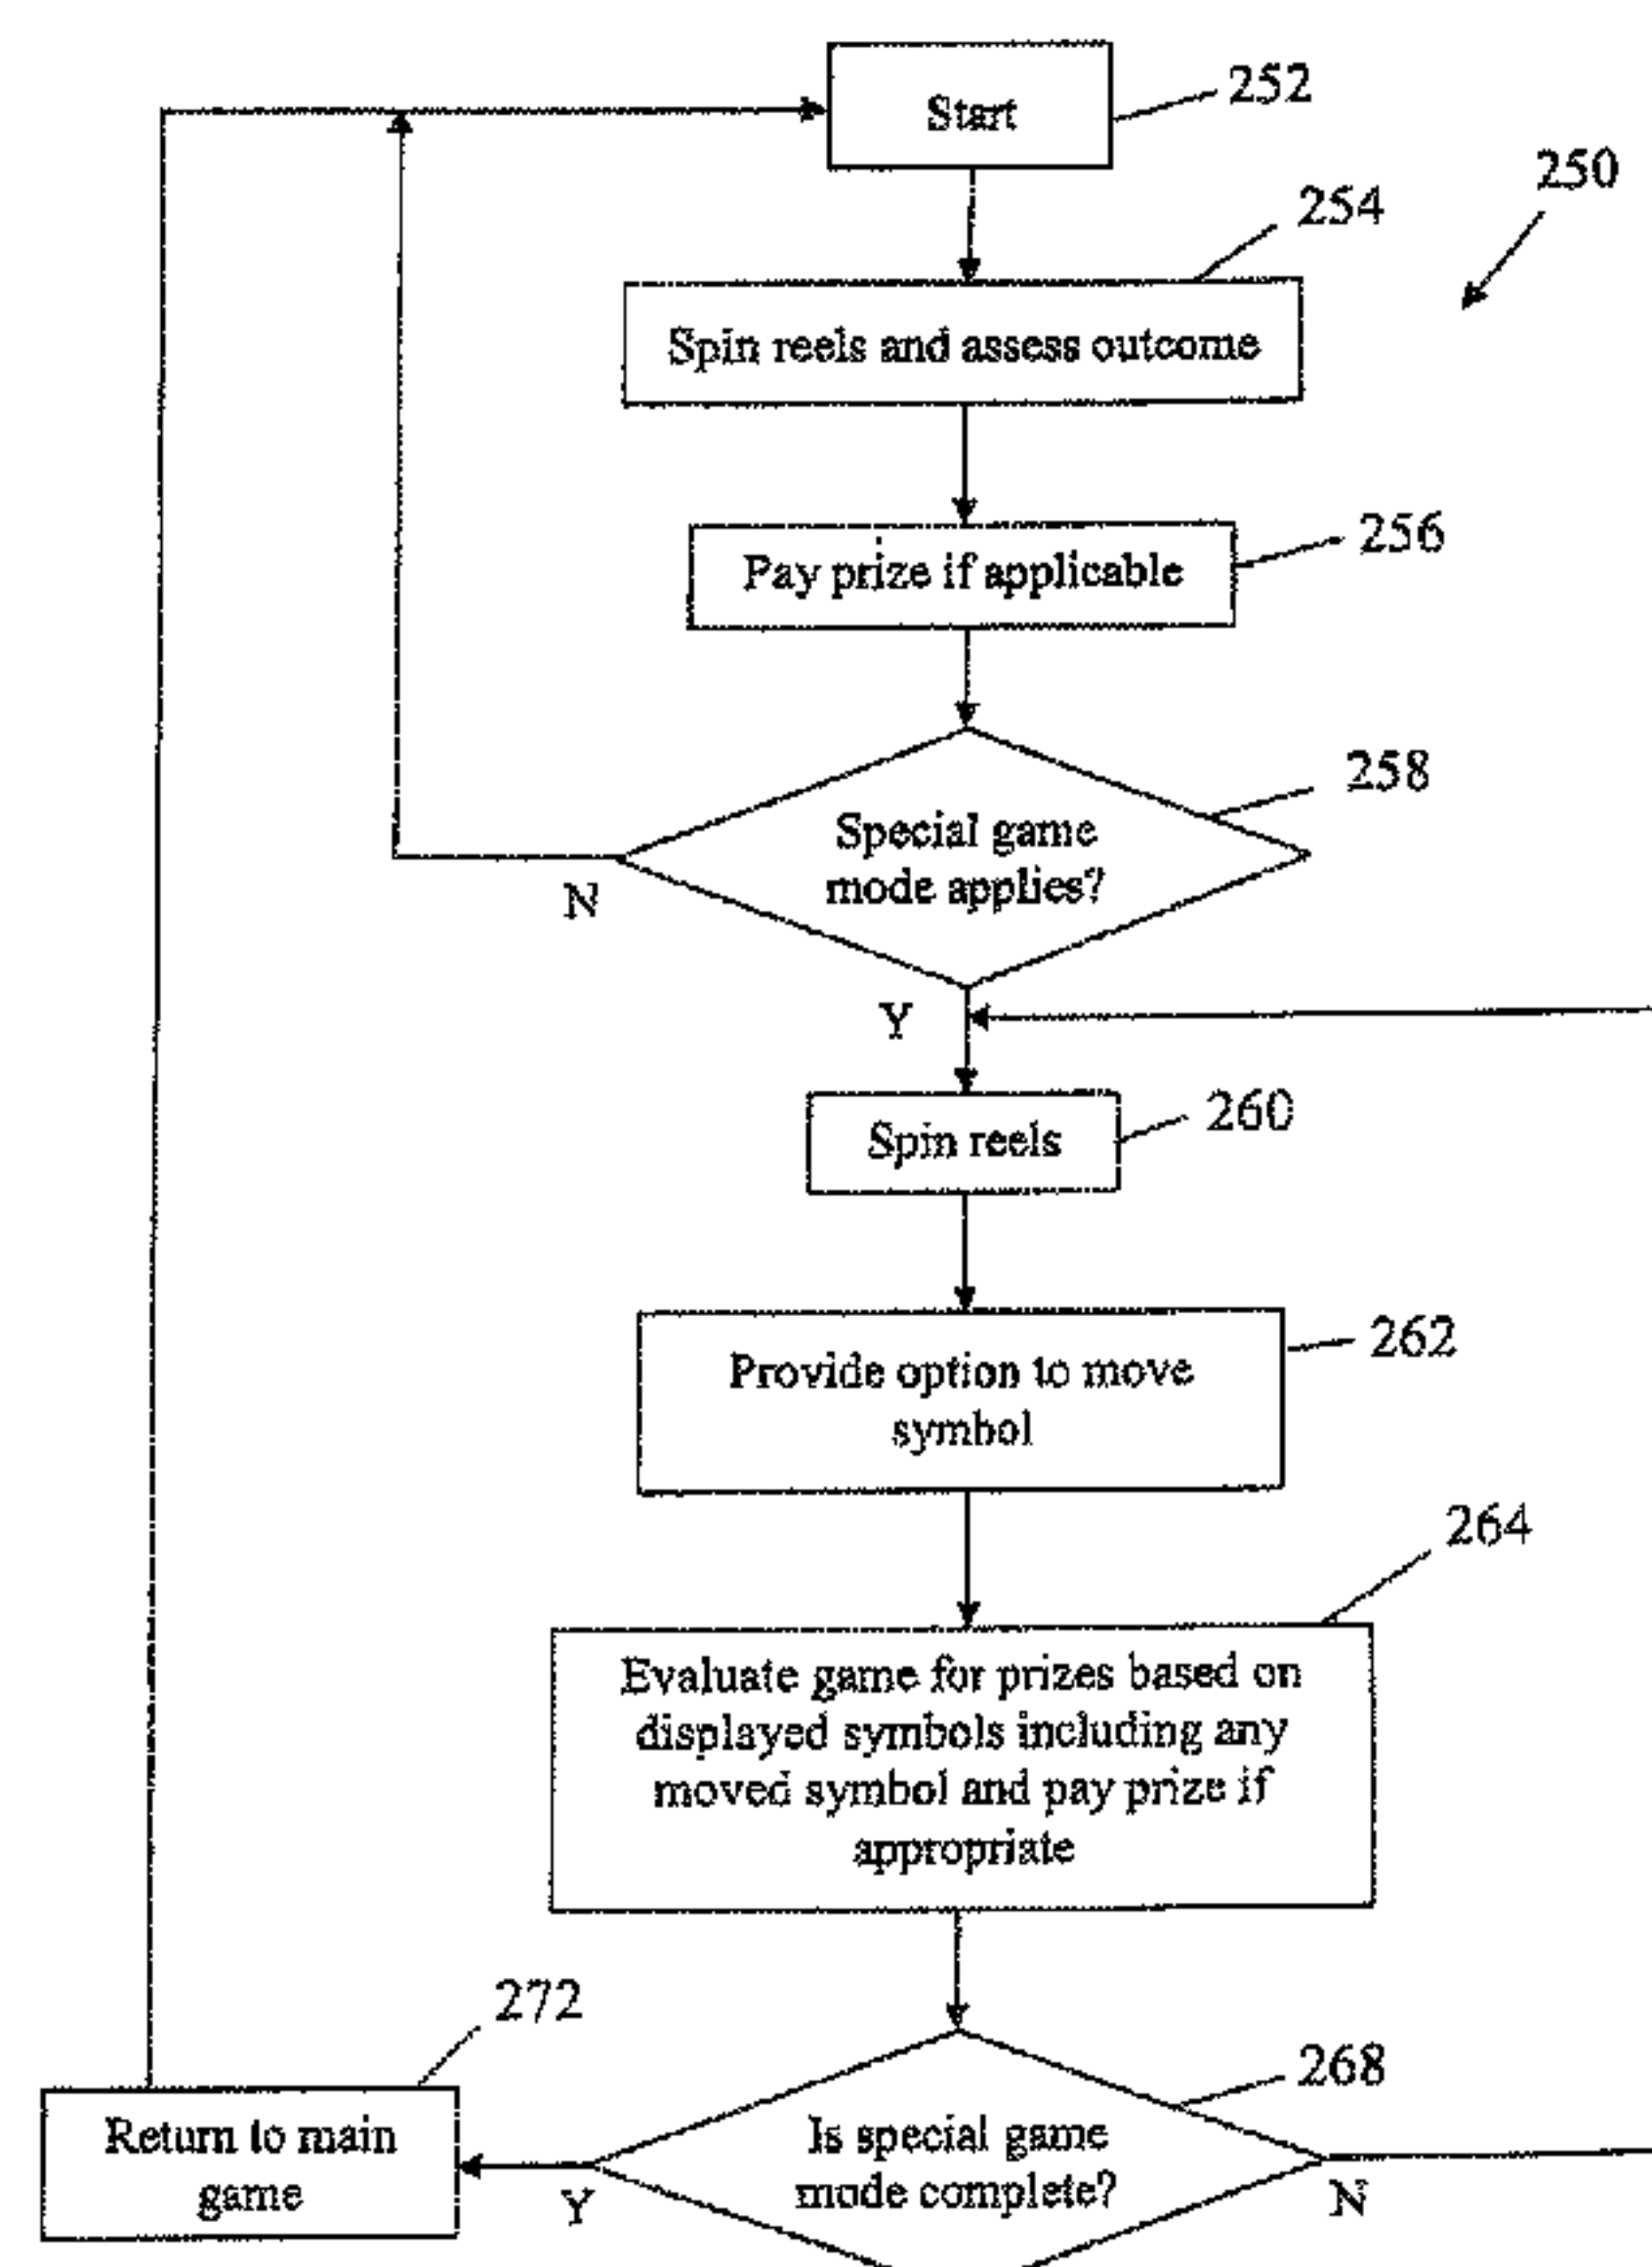 Start
252
250
254
Spin reels and assess outcome
256
Pay prize if applicable
258
Special game
mode applies?
N
Y
260
Spin reels
262
Provide option to move
symbol
264
Evaluate game for prizes based on
displayed symbols including any
moved symbol and pay prize if
appropriate
272
268
Return to main
game
Is special game
mode complete?
Y
N